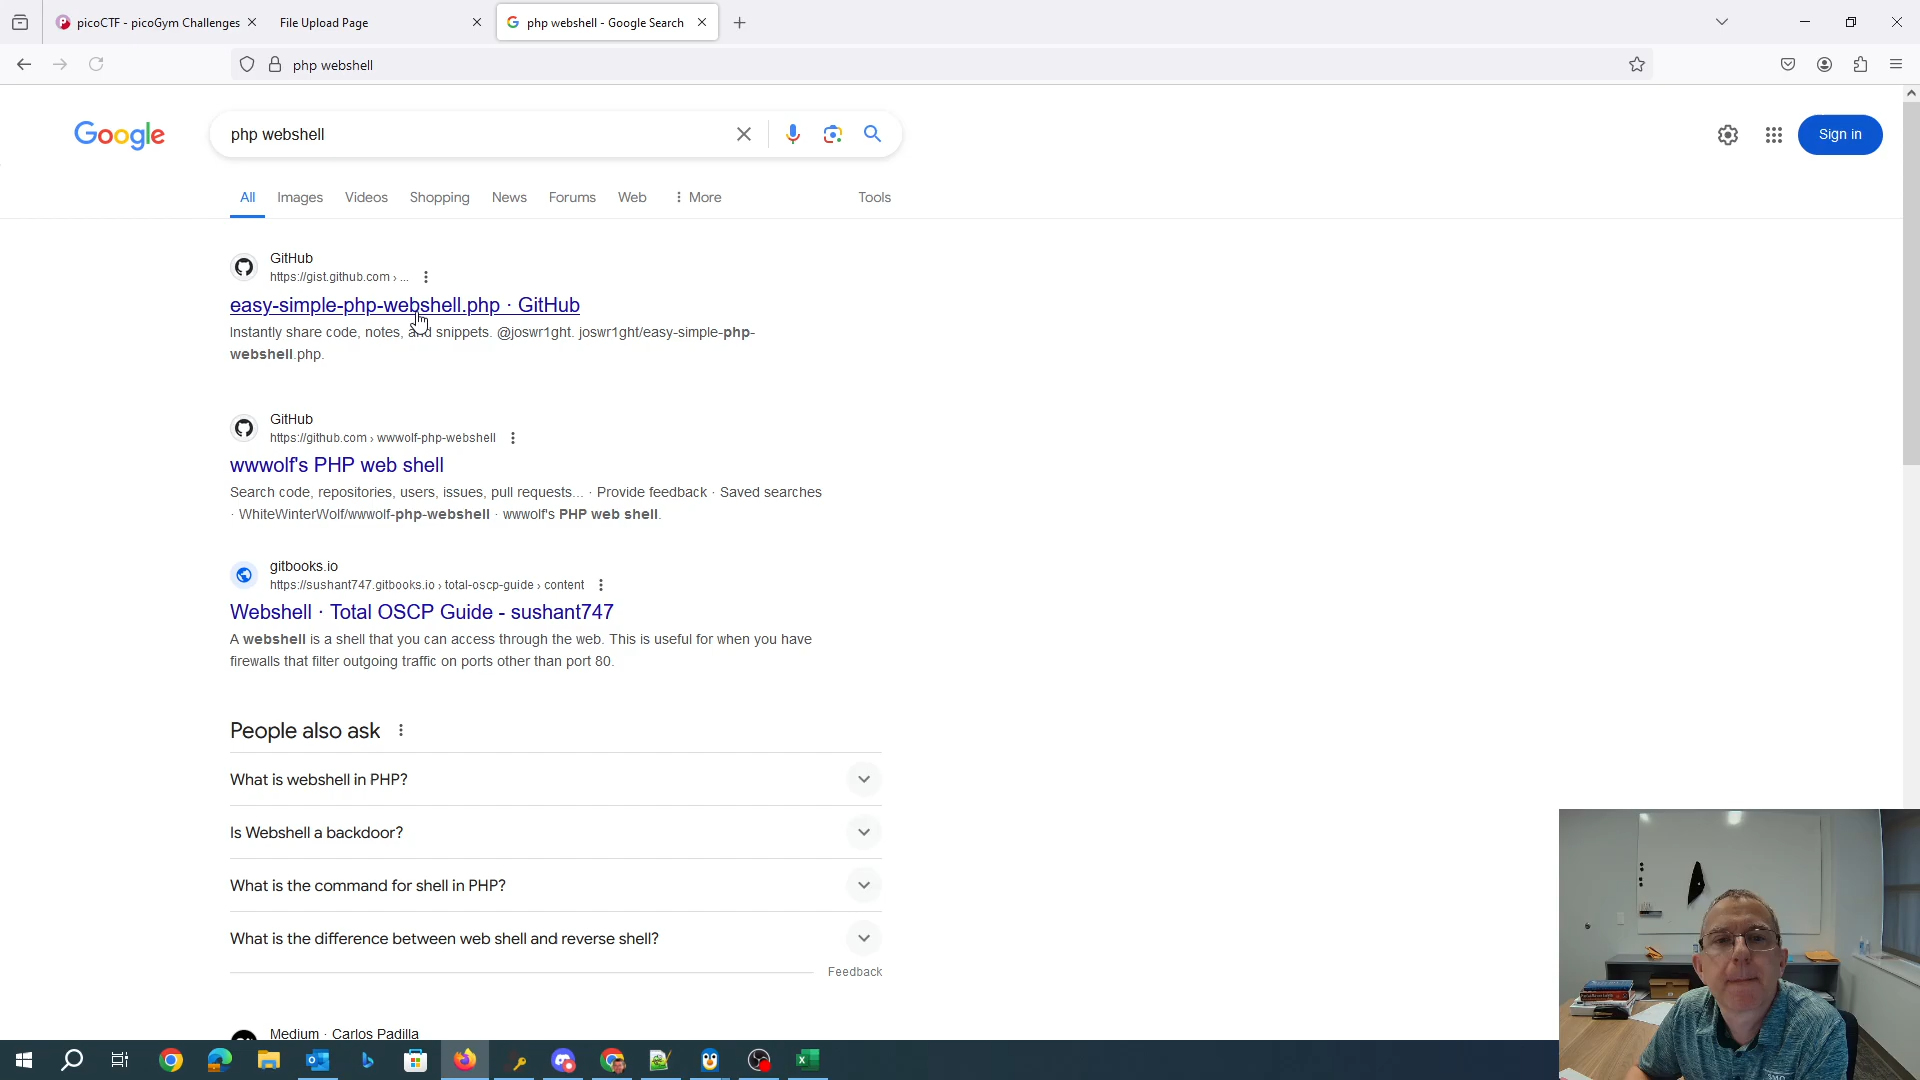 picoCTF - picoGym Challenges
File Upload Page
php webshell - Google Search
php webshell
Google
php webshell
Sign in
All
Images
Videos
Shopping
News
Forums
Web
More
Tools
GitHub
https://gist.github.com › ...
easy-simple-php-webshell.php · GitHub
Instantly share code, notes, and snippets. @joswr1ght. joswr1ght/easy-simple-php-
webshell.php.
GitHub
https://github.com › wwwolf-php-webshell
wwwolf's PHP web shell
Search code, repositories, users, issues, pull requests... · Provide feedback · Saved searches
· WhiteWinterWolf/wwwolf-php-webshell · wwwolf's PHP web shell.
gitbooks.io
https://sushant747.gitbooks.io › total-oscp-guide › content
Webshell · Total OSCP Guide - sushant747
A webshell is a shell that you can access through the web. This is useful for when you have
firewalls that filter outgoing traffic on ports other than port 80.
People also ask
What is webshell in PHP?
Is Webshell a backdoor?
What is the command for shell in PHP?
What is the difference between web shell and reverse shell?
Feedback
Medium · Carlos Padilla